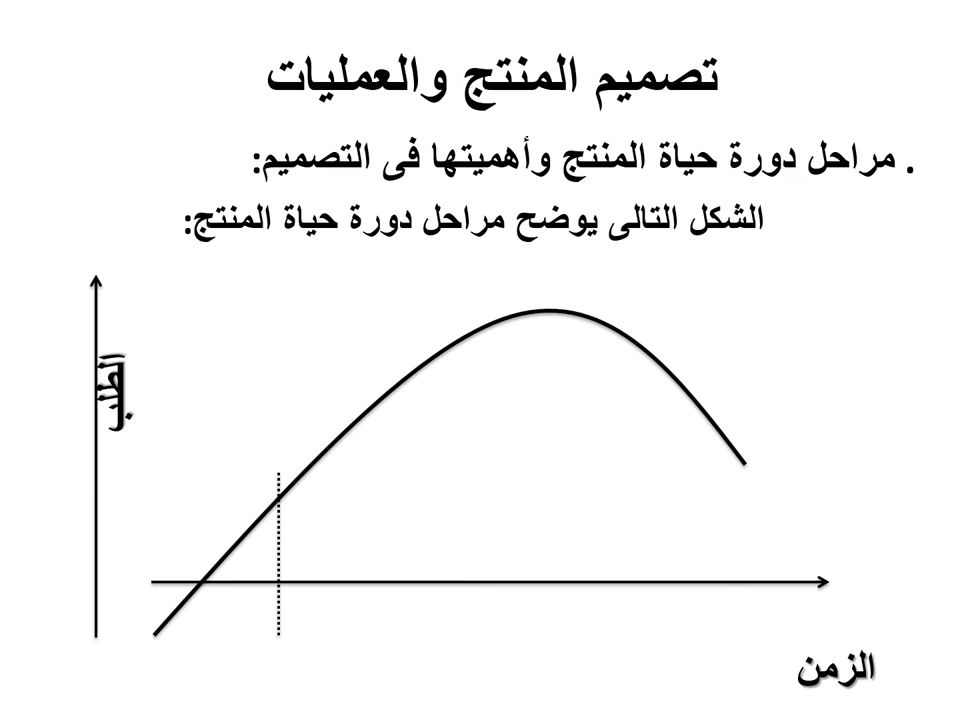 تصميم المنتج والعمليات
. مراحل دورة حياة المنتج وأهميتها فى التصميم:
الشكل التالى يوضح مراحل دورة حياة المنتج:
الطلب
الزمن